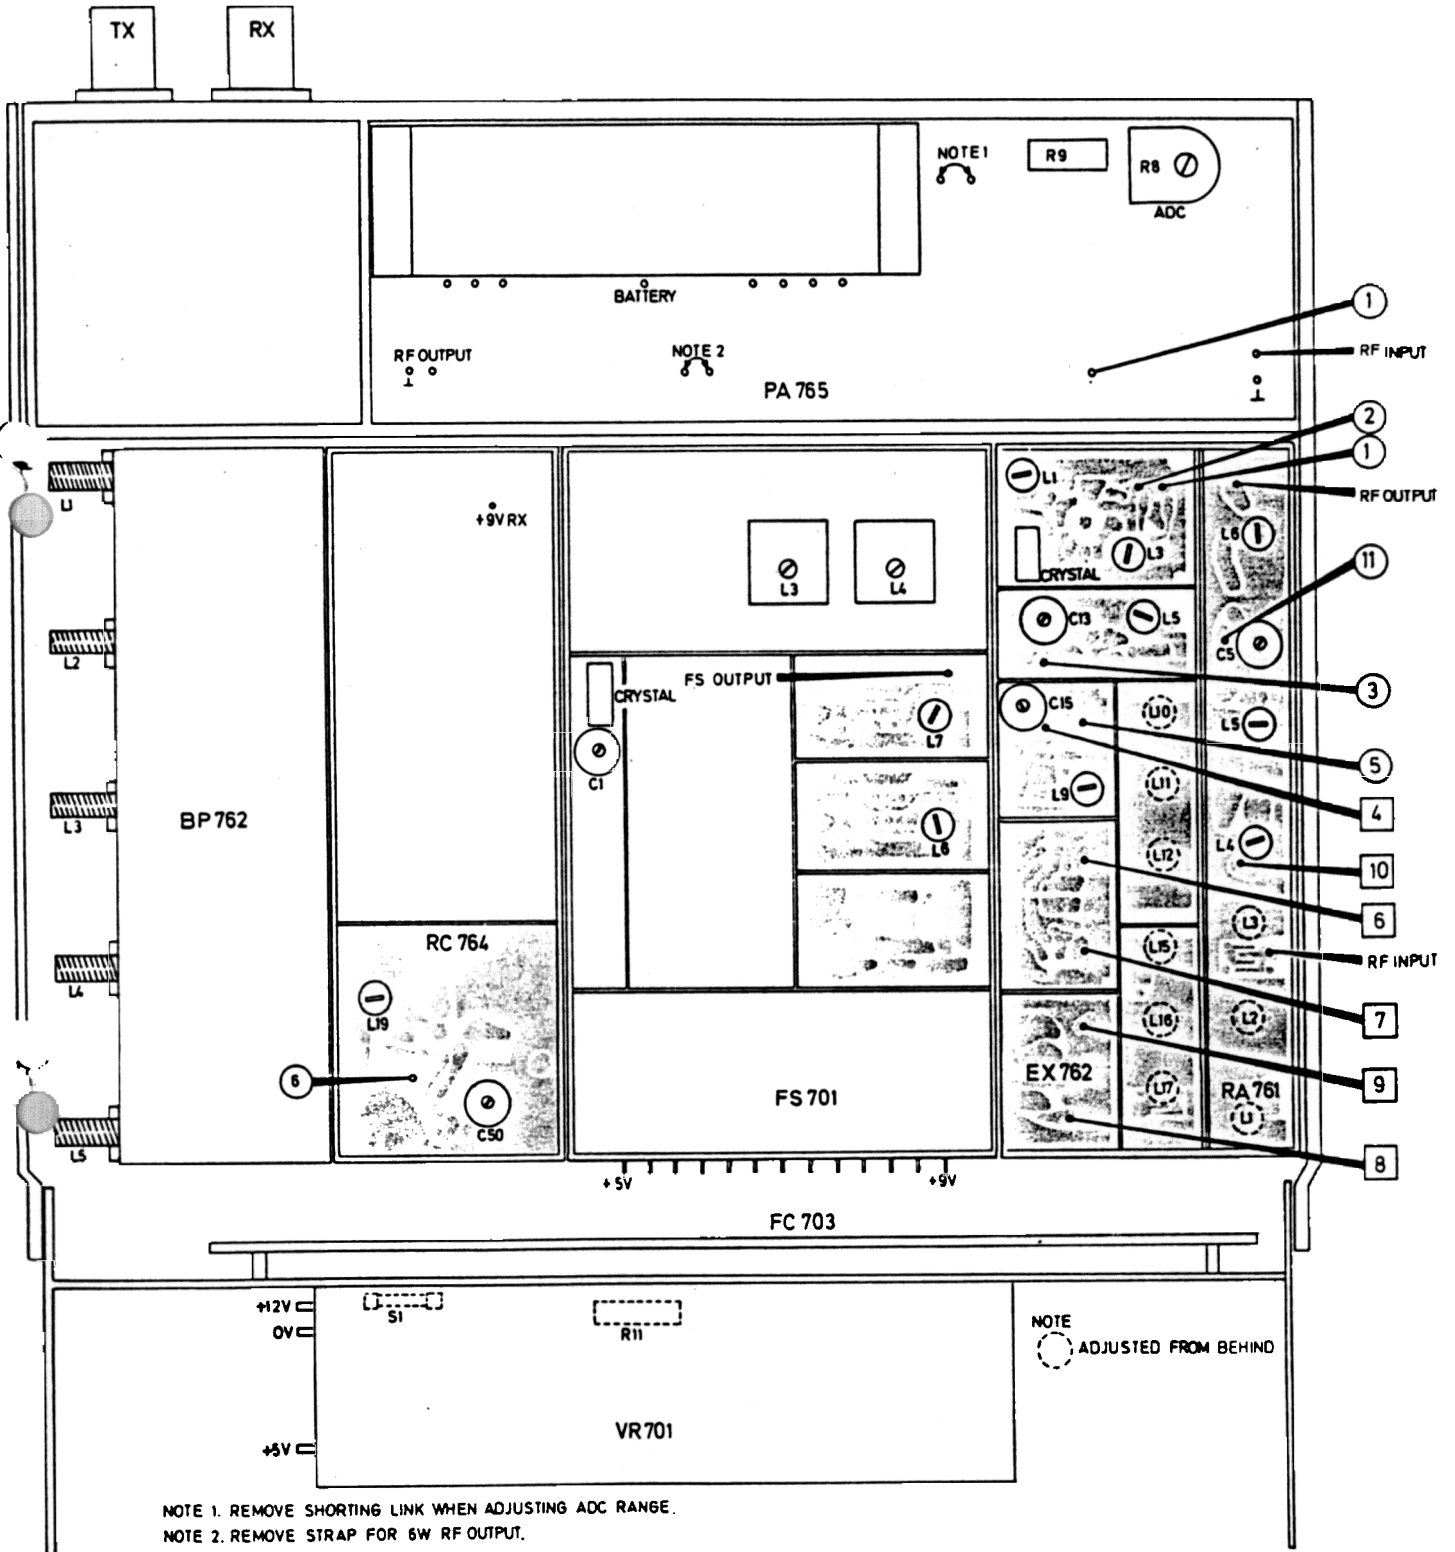 TX
RX
NOTE 1
R9
R8
ADC
BATTERY
1
RF OUTPUT
NOTE 2
RF INPUT
PA 765
2
1
L1
L1
+9V RX
RF OUTPUT
L6
L3
L3
L4
CRYSTAL
11
C13
L5
C5
L2
FS OUTPUT
CRYSTAL
3
C15
L10
L5
L7
5
C1
L9
L11
4
L3
BP 762
L6
L12
L4
10
6
L3
RC 764
L15
RF INPUT
L4
L19
L16
L2
7
6
EX 762
9
FS 701
L17
RA 761
L1
C50
L5
8
+5V
+9V
FC 703
+12V
S1
0V
R11
NOTE
ADJUSTED FROM BEHIND
VR 701
+5V
NOTE 1. REMOVE SHORTING LINK WHEN ADJUSTING ADC RANGE.
NOTE 2. REMOVE STRAP FOR 6W RF OUTPUT.